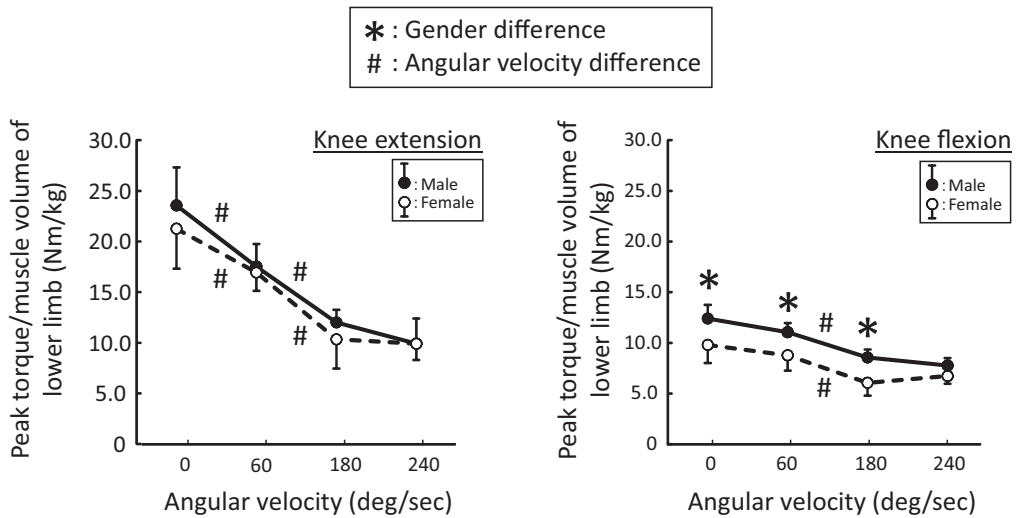 * : Gender difference
# : Angular velocity difference
Peak torque/muscle volume of
lower limb (Nm/kg)
Knee extension
: Male
: Female
30.0
25.0
20.0
15.0
10.0
5.0
0
#
#
#
#
0 60 180 240
Angular velocity (deg/sec)
Peak torque/muscle volume of
lower limb (Nm/kg)
Knee flexion
: Male
: Female
30.0
25.0
20.0
15.0
10.0
5.0
0
*
*
*
#
#
0 60 180 240
Angular velocity (deg/sec)